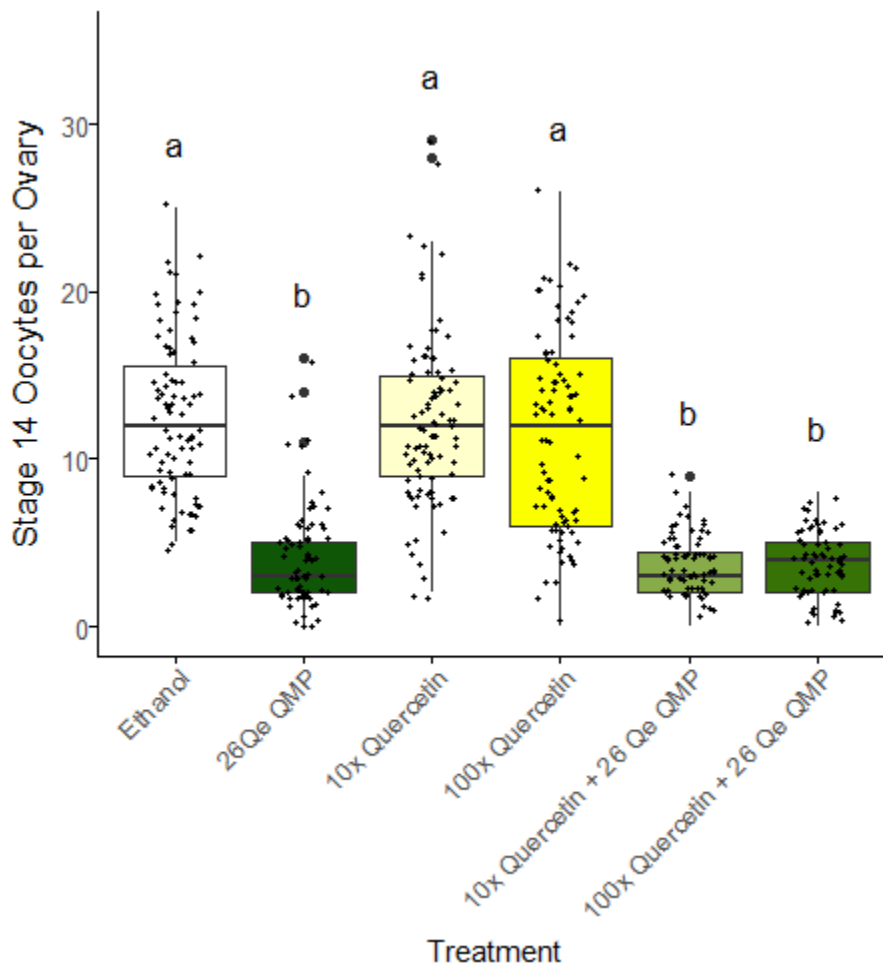 Stage 14 Oocytes per Ovary
30
20
10
0
a
b
a
a
b
b
Ethanol
26Qe QMP
10x Quercetin
100x Quercetin
10x Quercetin + 26 Qe QMP
100x Quercetin + 26 Qe QMP
Treatment